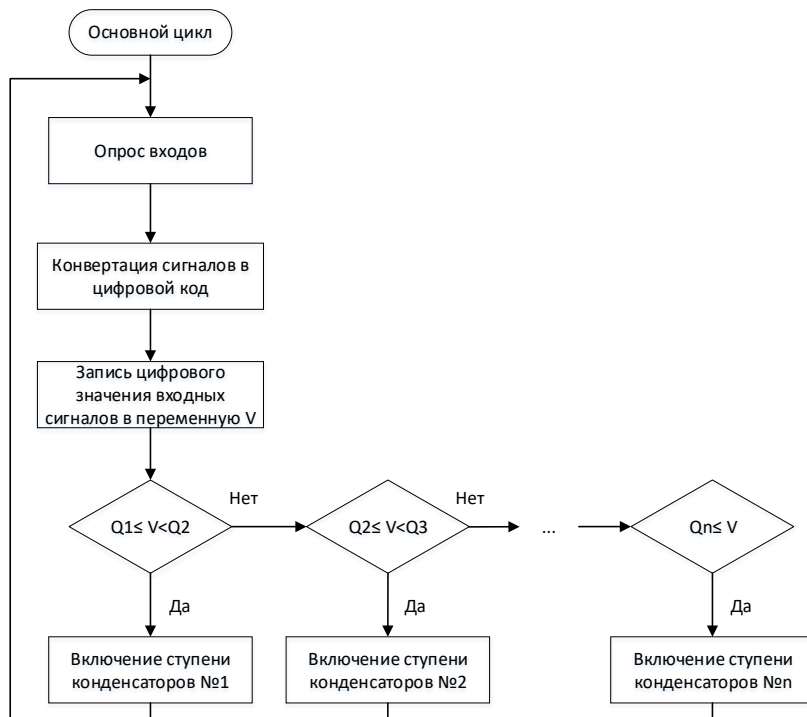 Основной цикл
Опрос входов
Конвертация сигналов в
цифровой код
Запись цифрового
значения входных
сигналов в переменную V
Q1≤ V<Q2
Нет
Q2≤ V<Q3
Нет
...
Qn≤ V
Да
Да
Да
Включение ступени
конденсаторов №1
Включение ступени
конденсаторов №2
Включение ступени
конденсаторов №n